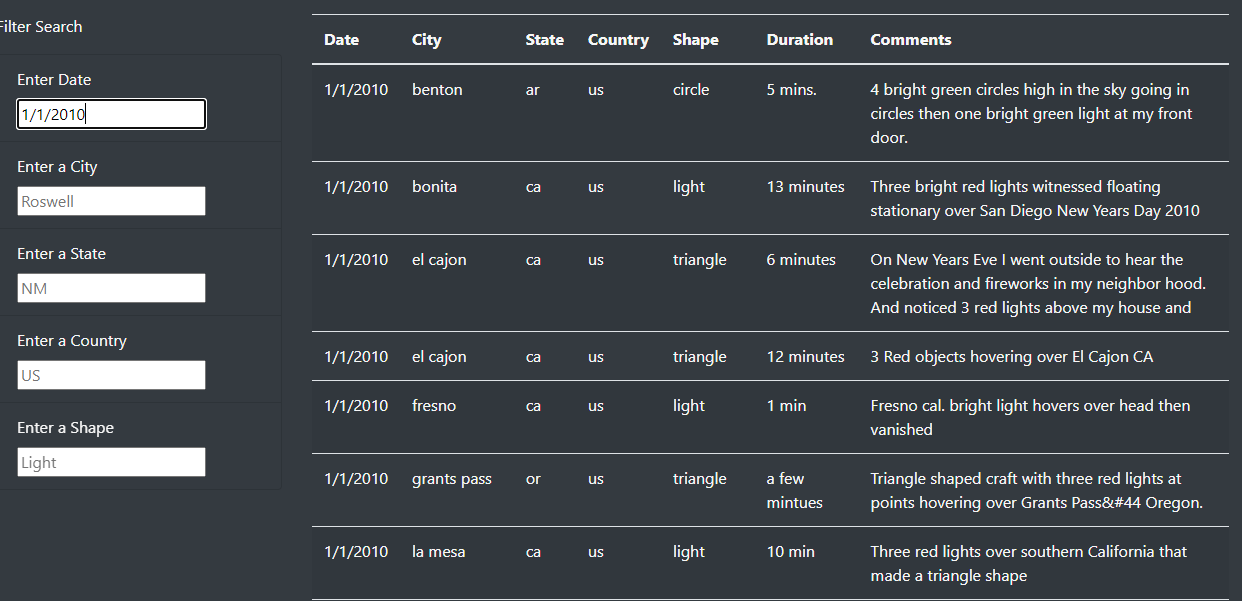 Filter Search
Enter Date
1/1/2010
Enter a City
Roswell
Enter a State
NM
Enter a Country
US
Enter a Shape
Light
Date City State Country Shape Duration Comments
1/1/2010 benton ar us circle 5 mins. 4 bright green circles high in the sky going in
circles then one bright green light at my front
door.
1/1/2010 bonita ca us light 13 minutes Three bright red lights witnessed floating
stationary over San Diego New Years Day 2010
1/1/2010 el cajon ca us triangle 6 minutes On New Years Eve I went outside to hear the
celebration and fireworks in my neighbor hood.
And noticed 3 red lights above my house and
1/1/2010 el cajon ca us triangle 12 minutes 3 Red objects hovering over El Cajon CA
1/1/2010 fresno ca us light 1 min Fresno cal. bright light hovers over head then
vanished
1/1/2010 grants pass or us triangle a few Triangle shaped craft with three red lights at
mintues points hovering over Grants Pass&#44 Oregon.
1/1/2010 la mesa ca us light 10 min Three red lights over southern California that
made a triangle shape